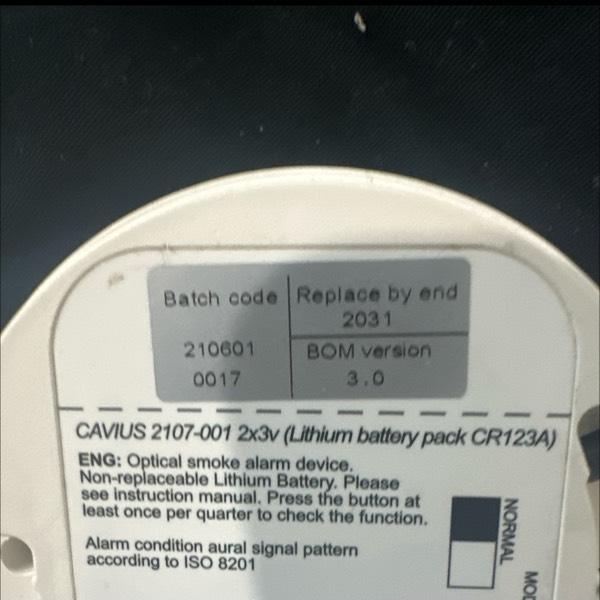 Batch code
210601
0017
Replace by end
2031
BOM version
3.0
CAVIUS 2107-001 2x3v (Lithium battery pack CR123A)
ENG: Optical smoke alarm device.
Non-replaceable Lithium Battery. Please
see instruction manual. Press the button at
least once per quarter to check the function.
Alarm condition aural signal pattern
according to ISO 8201
NORMAL